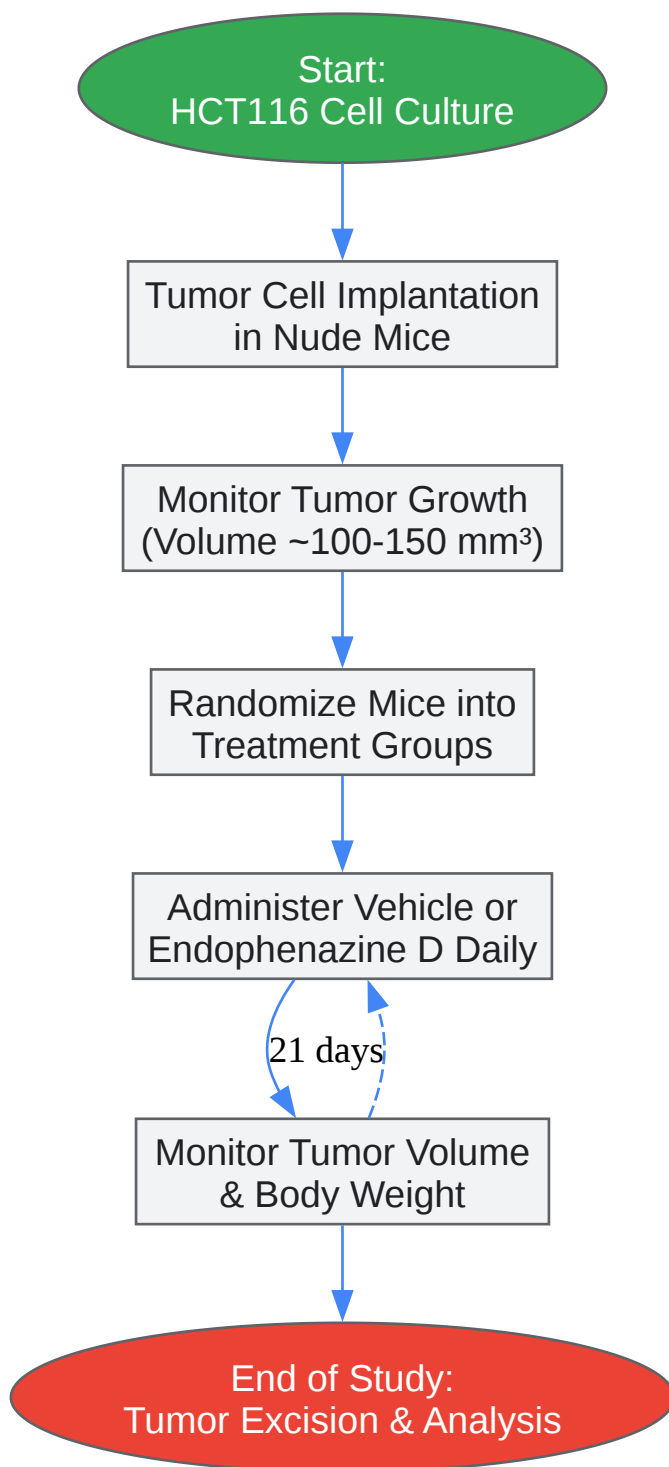 Start:
HCT116 Cell Culture
Tumor Cell Implantation
in Nude Mice
Monitor Tumor Growth
(Volume ~100-150 mm³)
Randomize Mice into
Treatment Groups
Administer Vehicle or
Endophenazine D Daily
21 days
Monitor Tumor Volume
& Body Weight
End of Study:
Tumor Excision & Analysis